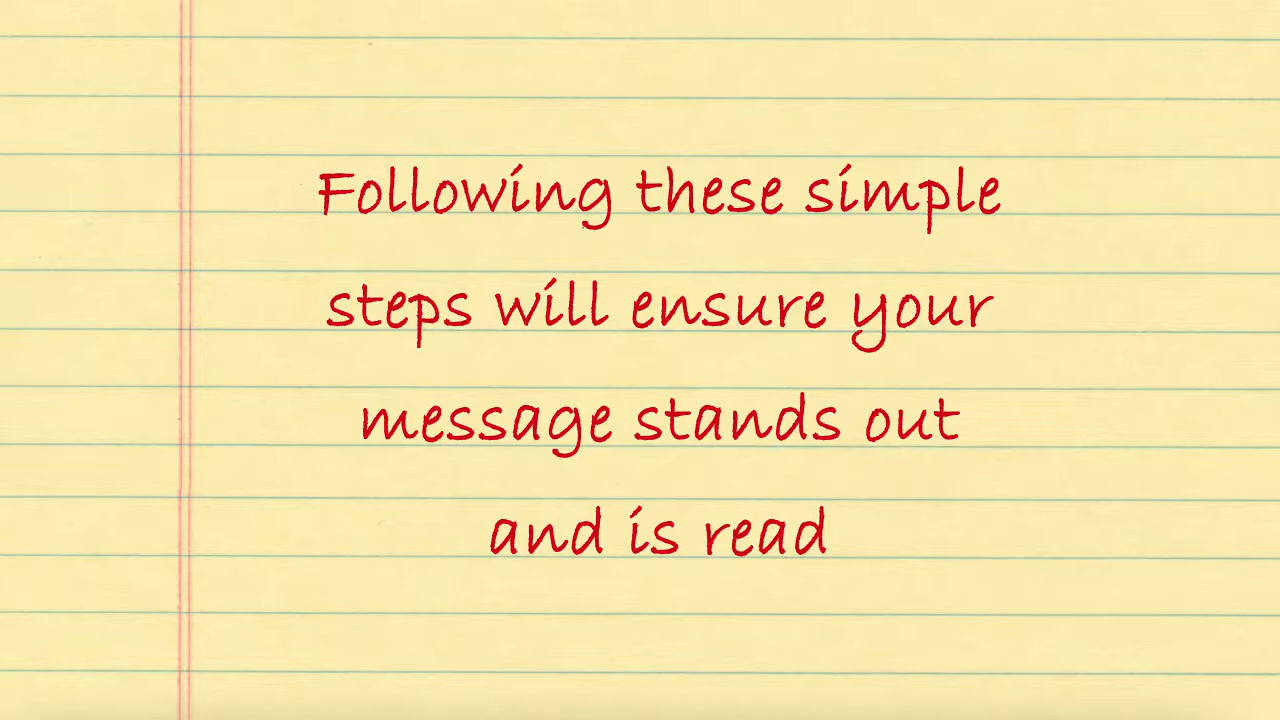 Following these simple
steps will ensure your
message stands out
and is read